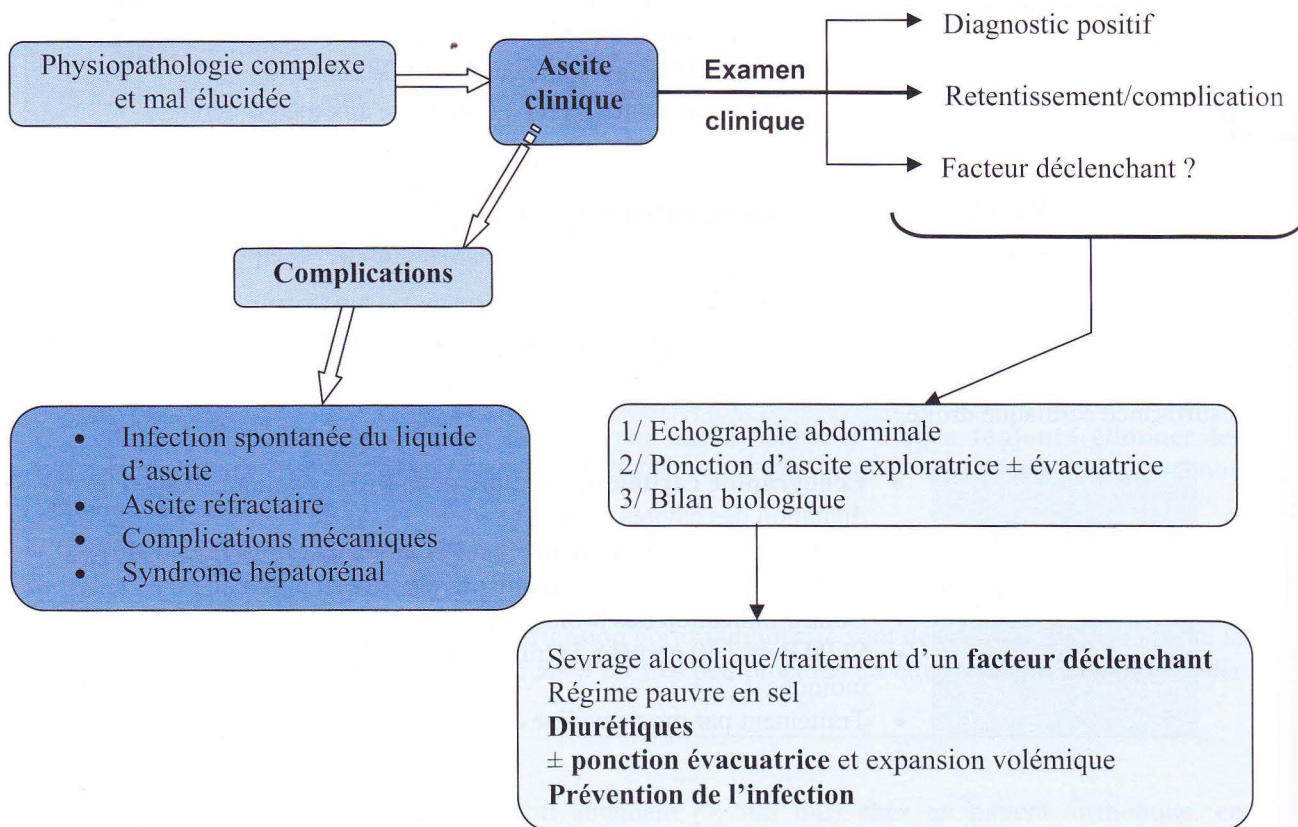 Physiopathologie complexe
et mal élucidée
Ascite
clinique
Examen
clinique
Diagnostic positif
Retentissement/complication
Facteur déclenchant ?
Complications
• Infection spontanée du liquide
d'ascite
• Ascite réfractaire
• Complications mécaniques
• Syndrome hépatorénal
1/ Echographie abdominale
2/ Ponction d'ascite exploratrice ± évacuatrice
3/ Bilan biologique
Sevrage alcoolique/traitement d'un facteur déclenchant
Régime pauvre en sel
Diurétiques
± ponction évacuatrice et expansion volémique
Prévention de l'infection